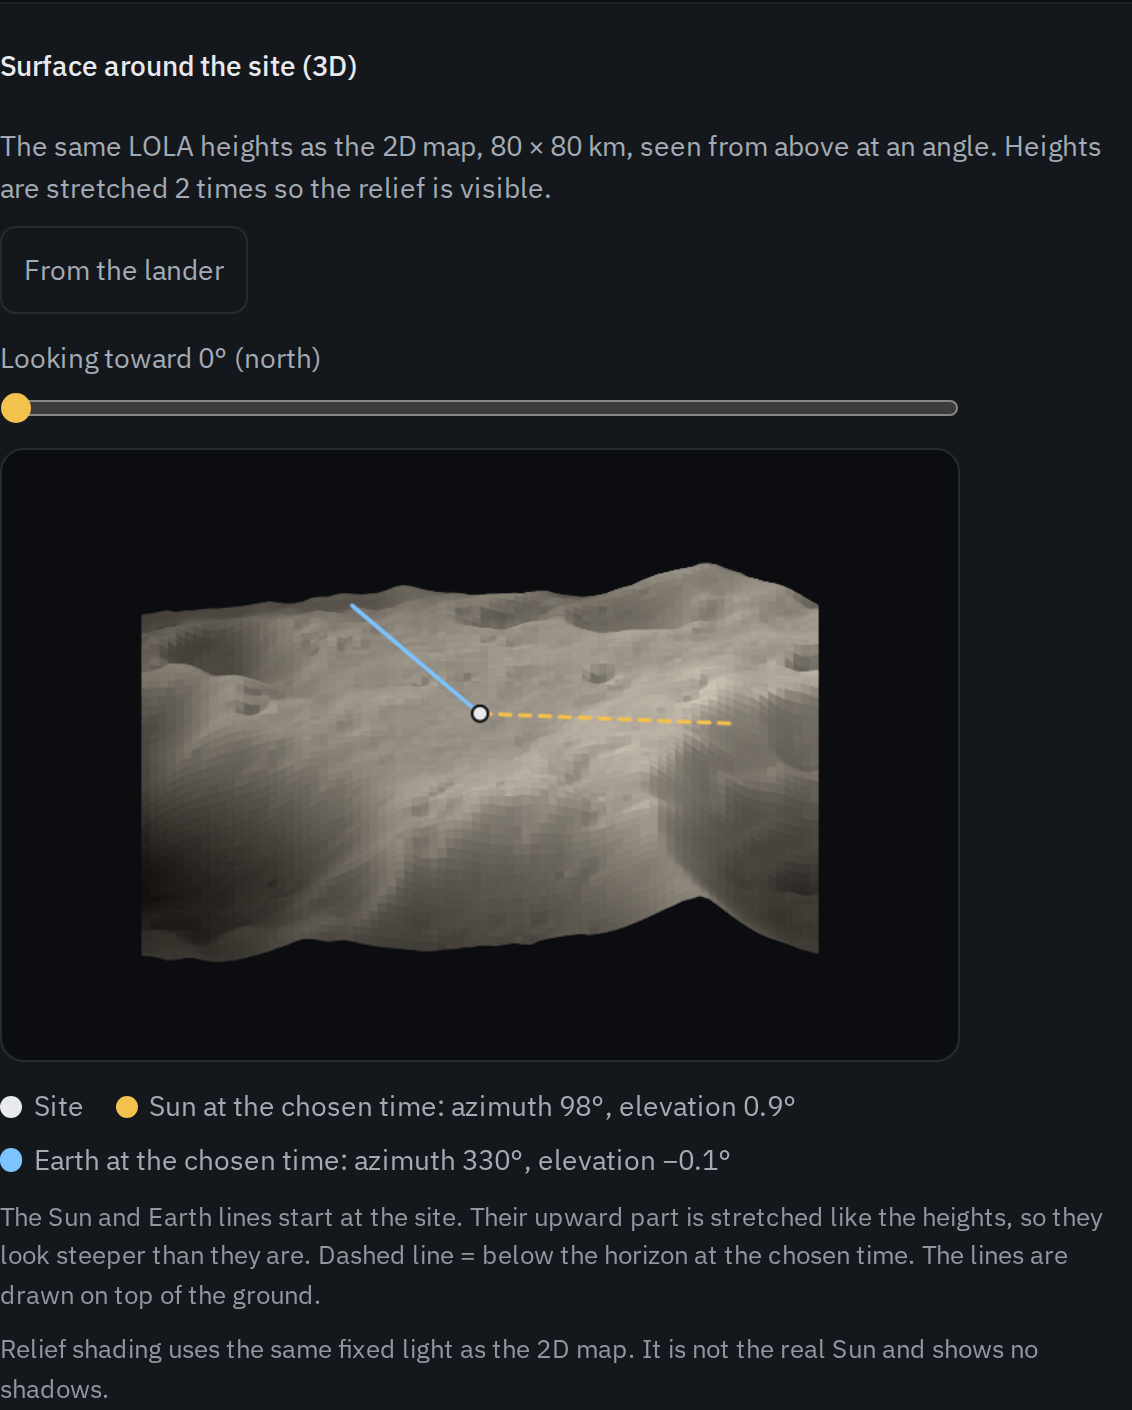 Surface around the site (3D)
The same LOLA heights as the 2D map, 80 × 80 km, seen from above at an angle. Heights
are stretched 2 times so the relief is visible.
From the lander
Looking toward 0° (north)
Site
Sun at the chosen time: azimuth 98°, elevation 0.9°
Earth at the chosen time: azimuth 330°, elevation −0.1°
The Sun and Earth lines start at the site. Their upward part is stretched like the heights, so they
look steeper than they are. Dashed line = below the horizon at the chosen time. The lines are
drawn on top of the ground.
Relief shading uses the same fixed light as the 2D map. It is not the real Sun and shows no
shadows.